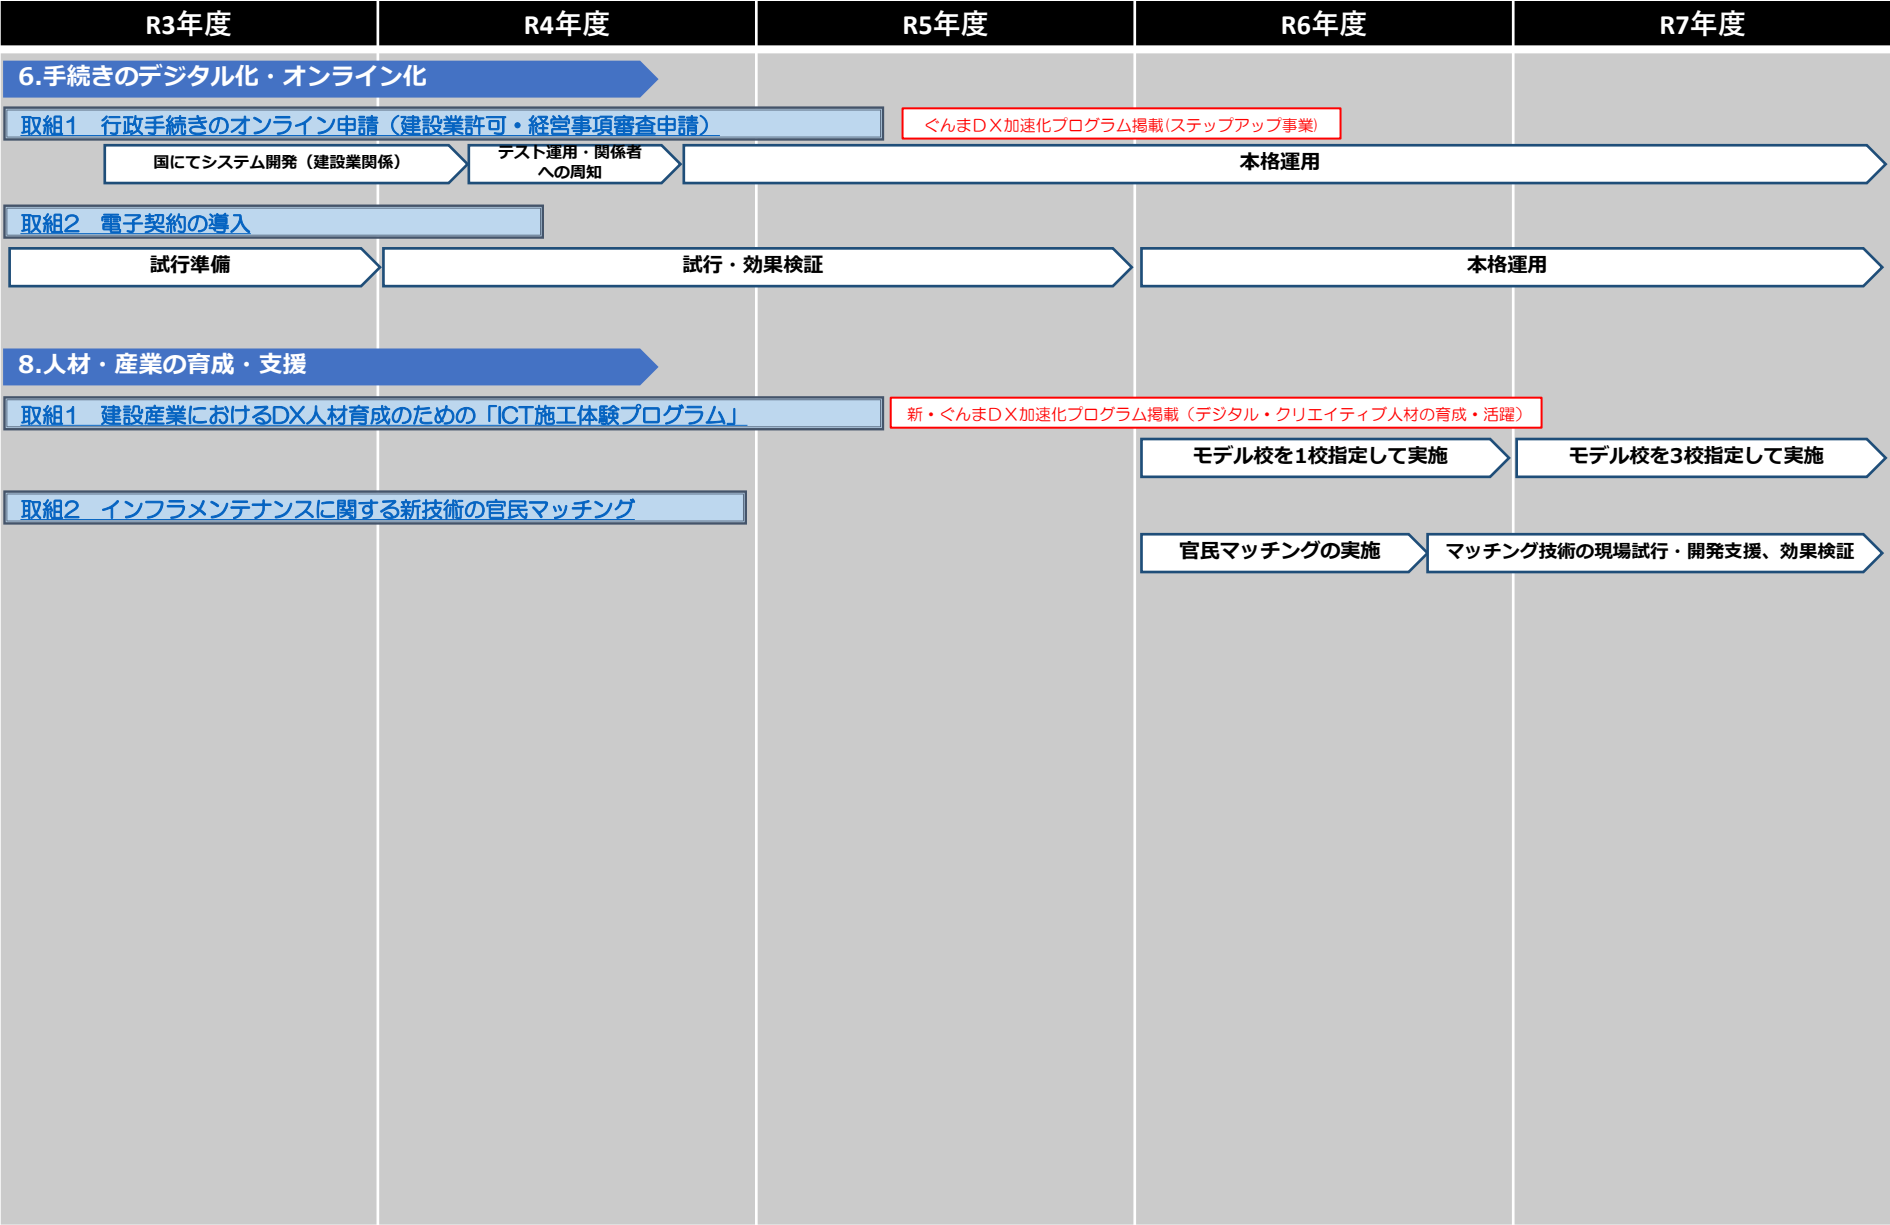 R3年度 R4年度 R5年度 R6年度 R7年度
6.手続きのデジタル化・オンライン化
取組1　行政手続きのオンライン申請（建設業許可・経営事項審査申請）
ぐんまDX加速化プログラム掲載(ステップアップ事業)
国にてシステム開発（建設業関係）
テスト運用・関係者
への周知
本格運用
取組2　電子契約の導入
試行準備
試行・効果検証
本格運用
8.人材・産業の育成・支援
取組1　建設産業におけるDX人材育成のための「ICT施工体験プログラム」
新・ぐんまDX加速化プログラム掲載（デジタル・クリエイティブ人材の育成・活躍）
モデル校を1校指定して実施
モデル校を3校指定して実施
取組2　インフラメンテナンスに関する新技術の官民マッチング
官民マッチングの実施
マッチング技術の現場試行・開発支援、効果検証